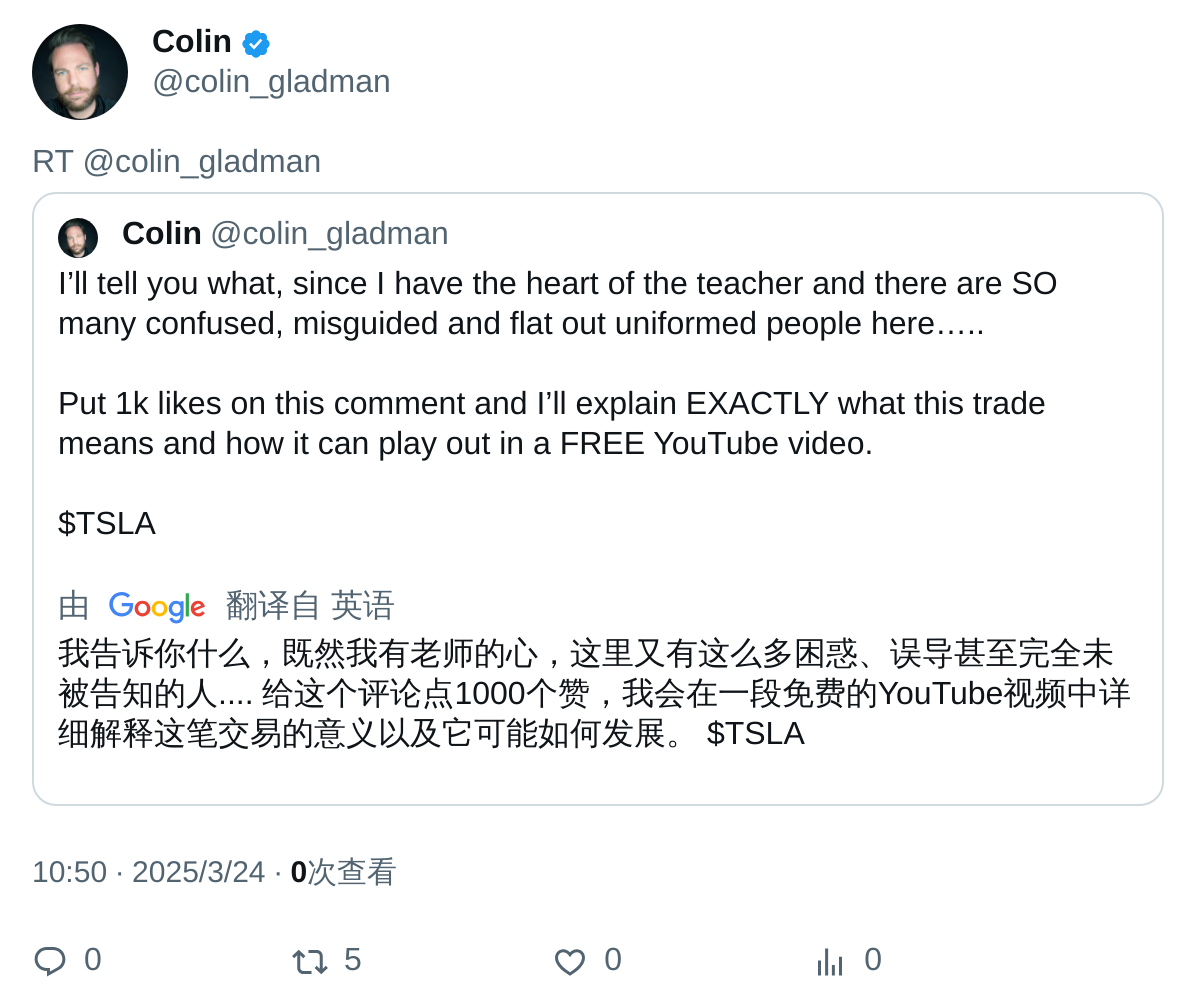 Colin
@colin_gladman
RT @colin_gladman
Colin @colin_gladman
I’ll tell you what, since I have the heart of the teacher and there are SO
many confused, misguided and flat out uniformed people here…..
Put 1k likes on this comment and I’ll explain EXACTLY what this trade
means and how it can play out in a FREE YouTube video.
$TSLA
由 Google 翻译自 英语
我告诉你什么，既然我有老师的心，这里又有这么多困惑、误导甚至完全未
被告知的人.... 给这个评论点1000个赞，我会在一段免费的YouTube视频中详
细解释这笔交易的意义以及它可能如何发展。 $TSLA
10:50 · 2025/3/24 · 0次查看
0 5 0 0